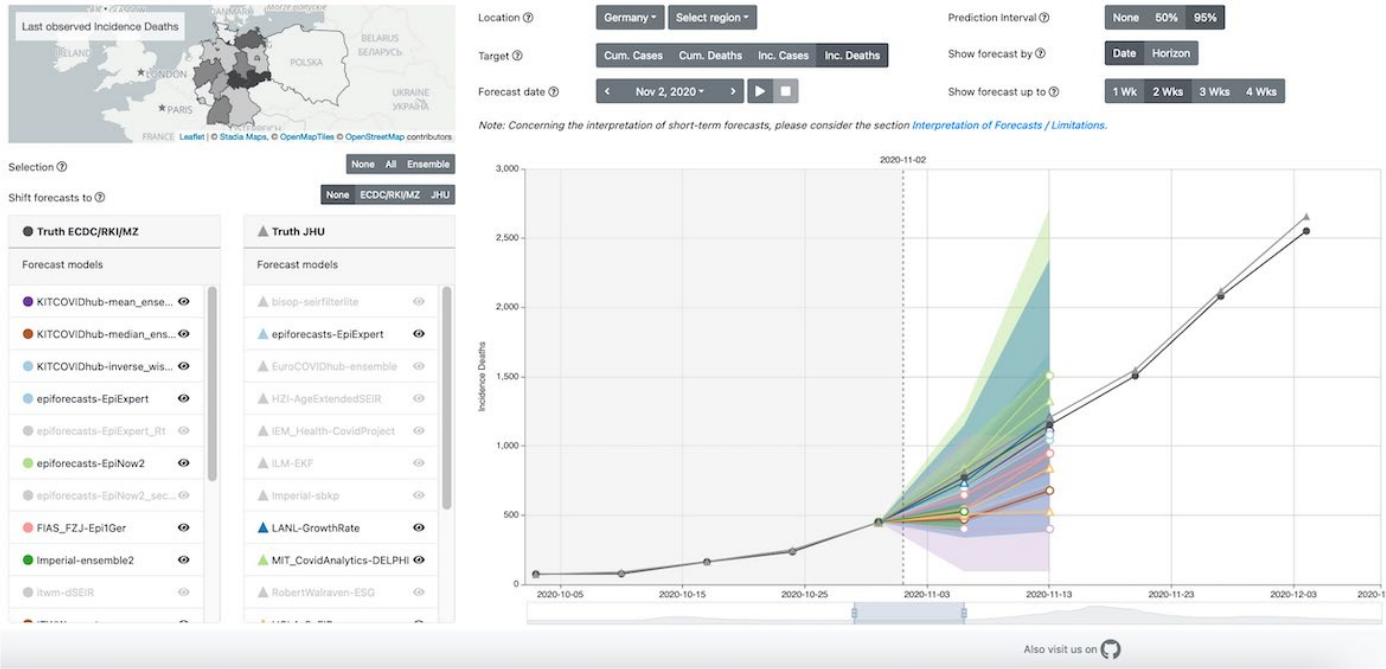 Last observed Incidence Deaths
DANMARK
IRELAND
LONDON
PARIS
FRANCE
POLSKA
BELARUS
БЕЛАРУСЬ
UKRAINE
УКРАЇНА
Leaflet | © Stadia Maps, © OpenMapTiles © OpenStreetMap contributors
Selection ?
None All Ensemble
Shift forecasts to ?
None ECDC/RKI/MZ JHU
Truth ECDC/RKI/MZ
Forecast models
KITCOVIDhub-mean_ense...
KITCOVIDhub-median_ens...
KITCOVIDhub-inverse_wis...
epiforecasts-EpiExpert
epiforecasts-EpiExpert_Rt
epiforecasts-EpiNow2
epiforecasts-EpiNow2_sec...
FIAS_FZJ-Epi1Ger
Imperial-ensemble2
itwm-dSEIR
Truth JHU
Forecast models
bisop-seirfilterlite
epiforecasts-EpiExpert
EuroCOVIDhub-ensemble
HZI-AgeExtendedSEIR
IEM_Health-CovidProject
ILM-EKF
Imperial-sbkp
LANL-GrowthRate
MIT_CovidAnalytics-DELPHI
RobertWalraven-ESG
Location ?
Germany
Select region
Target ?
Cum. Cases Cum. Deaths Inc. Cases Inc. Deaths
Forecast date ?
< Nov 2, 2020 >
Prediction Interval ?
None 50% 95%
Show forecast by ?
Date Horizon
Show forecast up to ?
1 Wk 2 Wks 3 Wks 4 Wks
Note: Concerning the interpretation of short-term forecasts, please consider the section Interpretation of Forecasts / Limitations.
2020-11-02
Incidence Deaths
3,000
2,500
2,000
1,500
1,000
500
0
2020-10-05 2020-10-15 2020-10-25 2020-11-03 2020-11-13 2020-11-23 2020-12-03 2020-1
Also visit us on